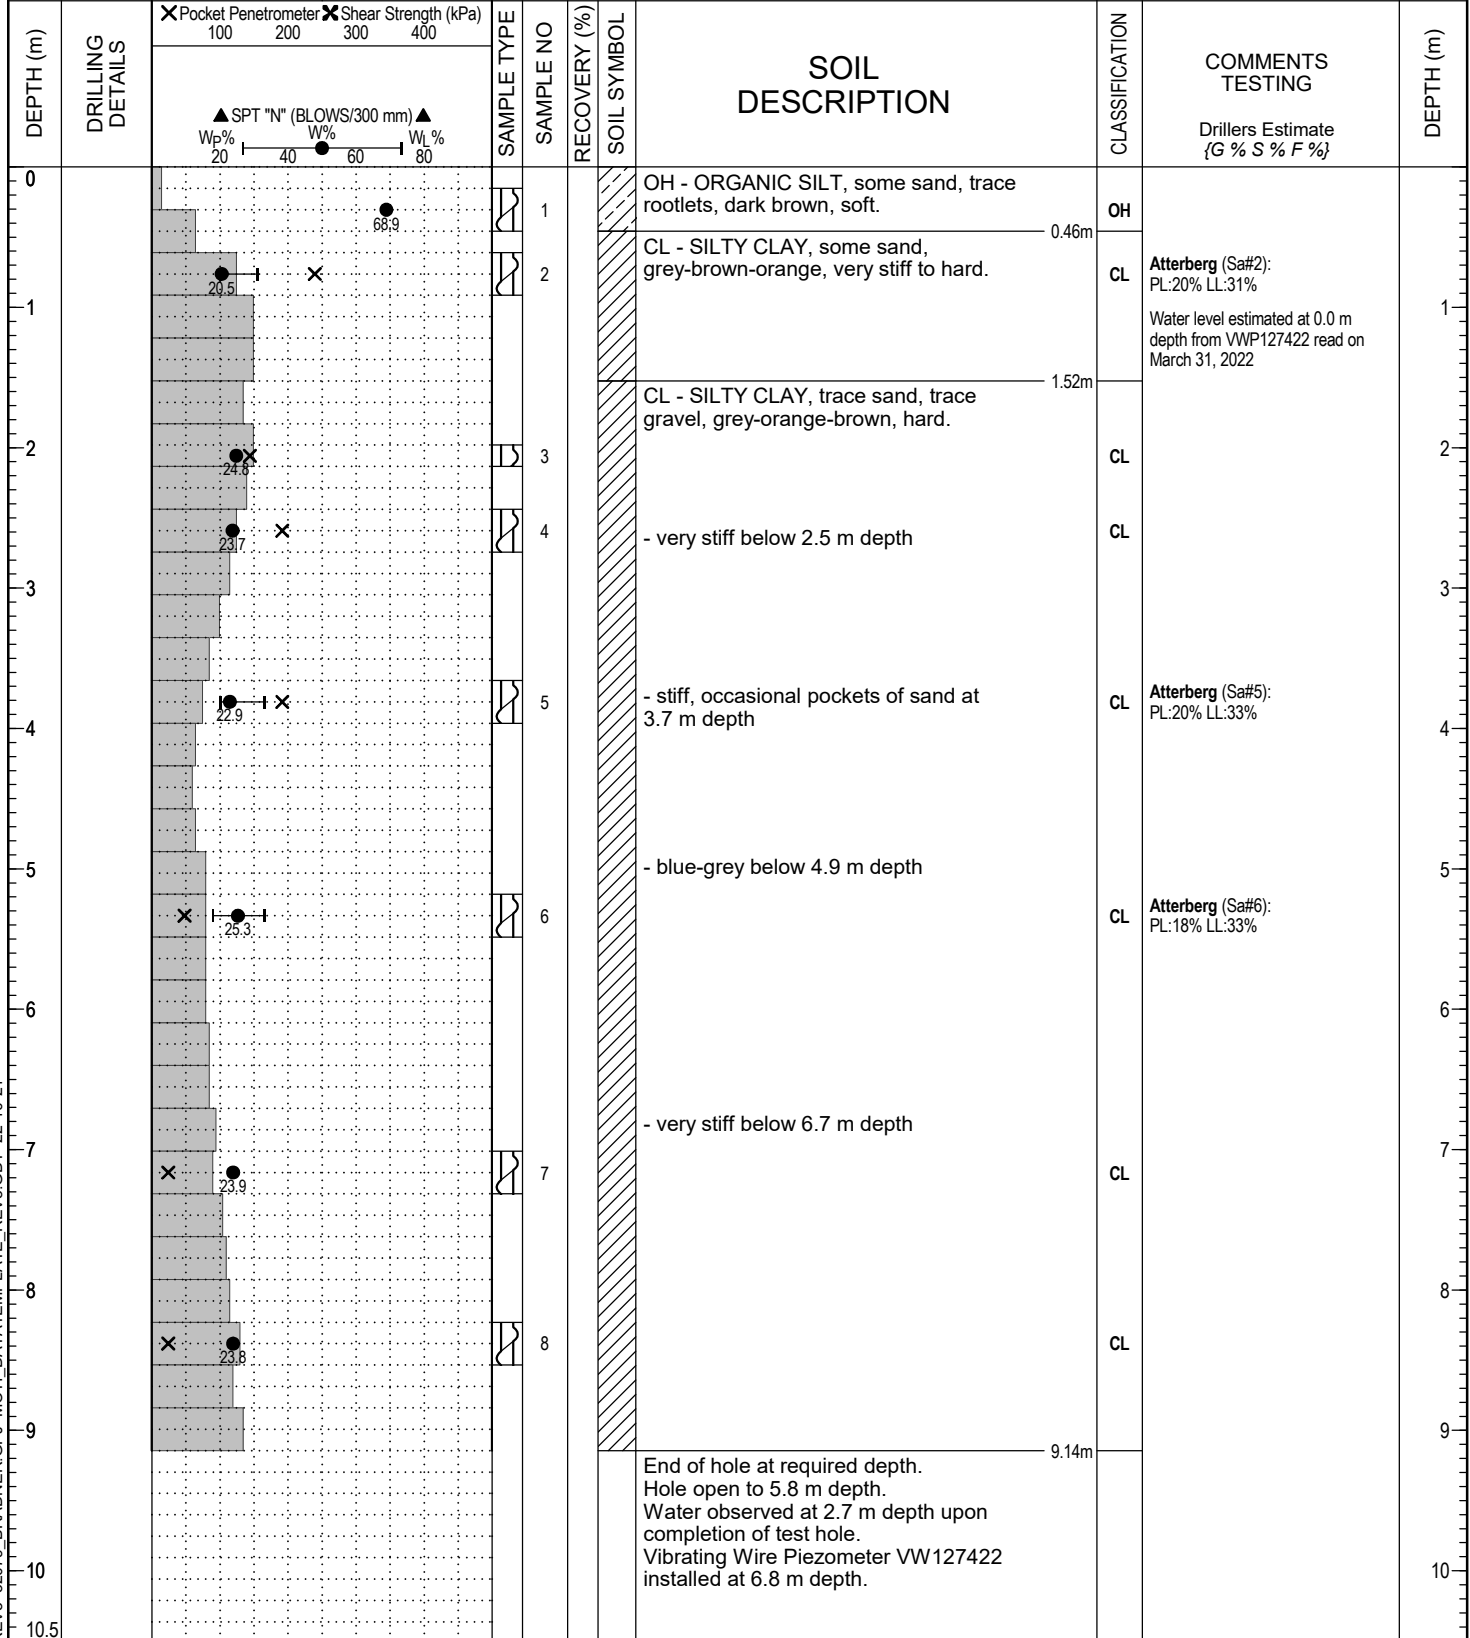 DEPTH (m)
DRILLING
DETAILS
Pocket Penetrometer Shear Strength (kPa)
100 200 300 400
SPT "N" (BLOWS/300 mm)
WP% W% WL%
20 40 60 80
SAMPLE TYPE
SAMPLE NO
RECOVERY (%)
SOIL SYMBOL
SOIL
DESCRIPTION
CLASSIFICATION
COMMENTS
TESTING
Drillers Estimate
{G % S % F %}
DEPTH (m)
0
OH - ORGANIC SILT, some sand, trace
rootlets, dark brown, soft.
68.9
1
OH
0.46m
CL - SILTY CLAY, some sand,
grey-brown-orange, very stiff to hard.
20.5
2
CL
Atterberg (Sa#2):
PL:20% LL:31%
Water level estimated at 0.0 m
depth from VWP127422 read on
March 31, 2022
1
1
1.52m
CL - SILTY CLAY, trace sand, trace
gravel, grey-orange-brown, hard.
2
24.8
3
CL
2
23.7
4
- very stiff below 2.5 m depth
CL
3
3
22.9
5
- stiff, occasional pockets of sand at
3.7 m depth
CL
Atterberg (Sa#5):
PL:20% LL:33%
4
4
5
- blue-grey below 4.9 m depth
5
25.3
6
CL
Atterberg (Sa#6):
PL:18% LL:33%
6
6
- very stiff below 6.7 m depth
7
7
23.9
7
CL
8
8
23.8
8
CL
9
9
9.14m
End of hole at required depth.
Hole open to 5.8 m depth.
Water observed at 2.7 m depth upon
completion of test hole.
Vibrating Wire Piezometer VW127422
installed at 6.8 m depth.
10
10
10.5